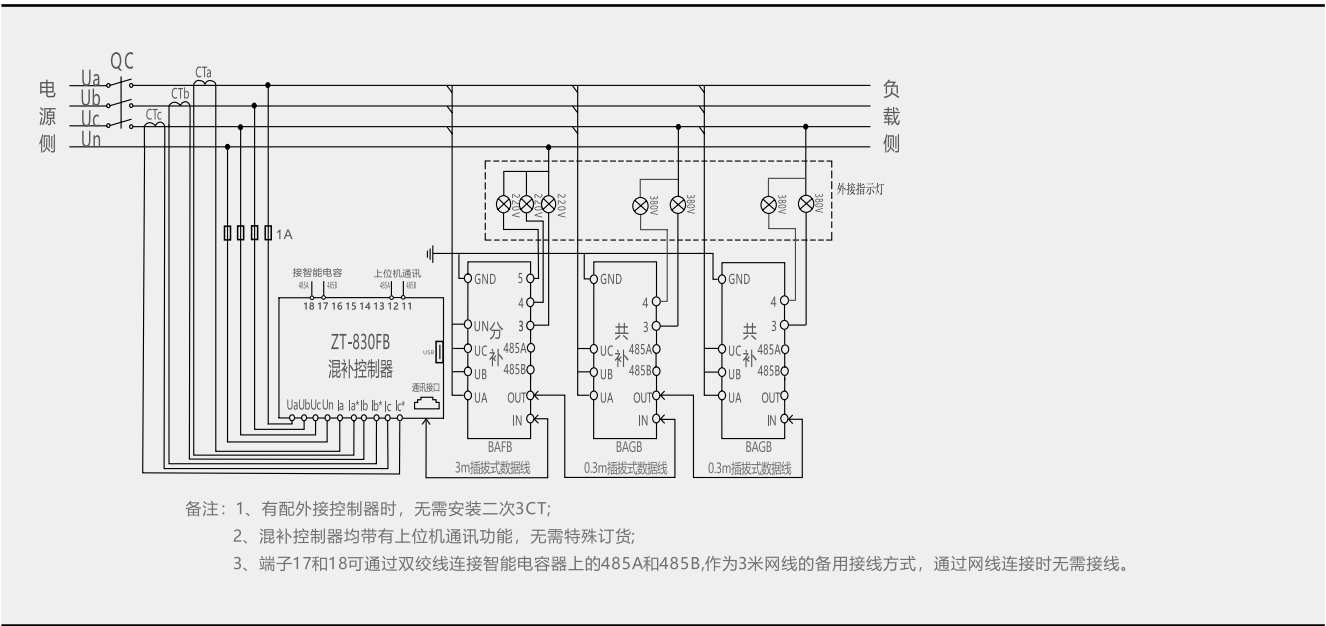 QC
CTa
CTb
CTc
电源侧
Ua
Ub
Uc
Un
负载侧
外接指示灯
220V 220V 220V
380V 380V
380V 380V
1A
接智能电容 上位机通讯
485A 485B 485A 485B
18 17 16 15 14 13 12 11
ZT-830FB
混补控制器
USB
通讯接口
Ua Ub Uc Un Ia Ia* Ib Ib* Ic Ic*
GND 5
4
UN 3
分补
UC 485A
UB 485B
UA OUT
IN
BAFB
3m插拔式数据线
GND
4
3
共补
UC 485A
UB 485B
UA OUT
IN
BAGB
0.3m插拔式数据线
GND
4
3
共补
UC 485A
UB 485B
UA OUT
IN
BAGB
0.3m插拔式数据线
备注：1、有配外接控制器时，无需安装二次3CT;
2、混补控制器均带有上位机通讯功能，无需特殊订货;
3、端子17和18可通过双绞线连接智能电容器上的485A和485B,作为3米网线的备用接线方式，通过网线连接时无需接线。